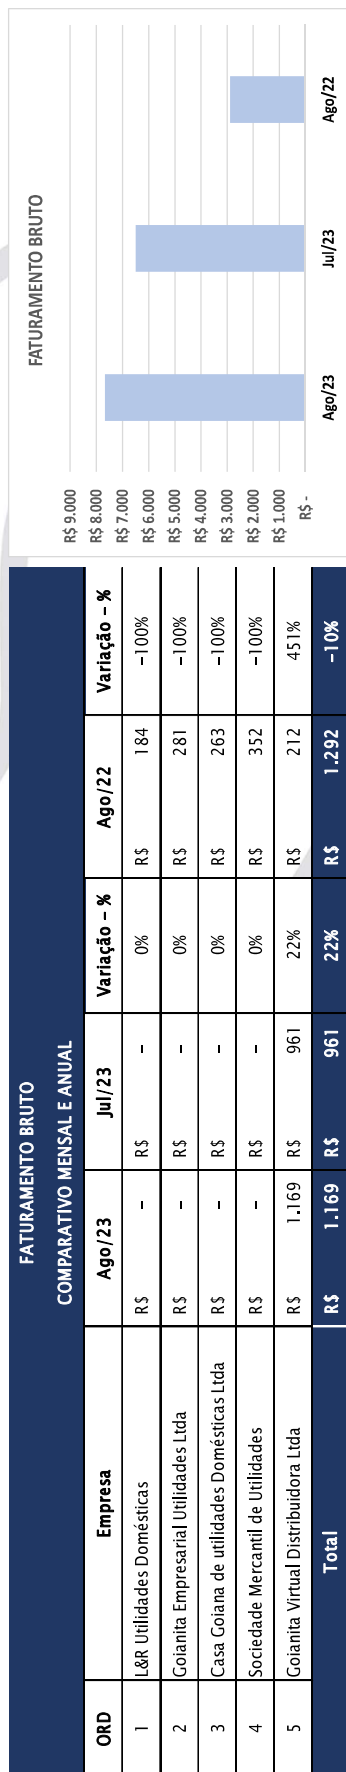 FATURAMENTO BRUTO
COMPARATIVO MENSAL E ANUAL
ORD Empresa Ago/23 Jul/23 Variação - % Ago/22 Variação - %
1 L&R Utilidades Domésticas R$ - R$ - 0% R$ 184 -100%
2 Goianita Empresarial Utilidades Ltda R$ - R$ - 0% R$ 281 -100%
3 Casa Goiana de utilidades Domésticas Ltda R$ - R$ - 0% R$ 263 -100%
4 Sociedade Mercantil de Utilidades R$ - R$ - 0% R$ 352 -100%
5 Goianita Virtual Distribuidora Ltda R$ 1.169 R$ 961 22% R$ 212 451%
Total R$ 1.169 R$ 961 22% R$ 1.292 -10%
FATURAMENTO BRUTO
R$ 9.000
R$ 8.000
R$ 7.000
R$ 6.000
R$ 5.000
R$ 4.000
R$ 3.000
R$ 2.000
R$ 1.000
R$ -
Ago/23 Jul/23 Ago/22